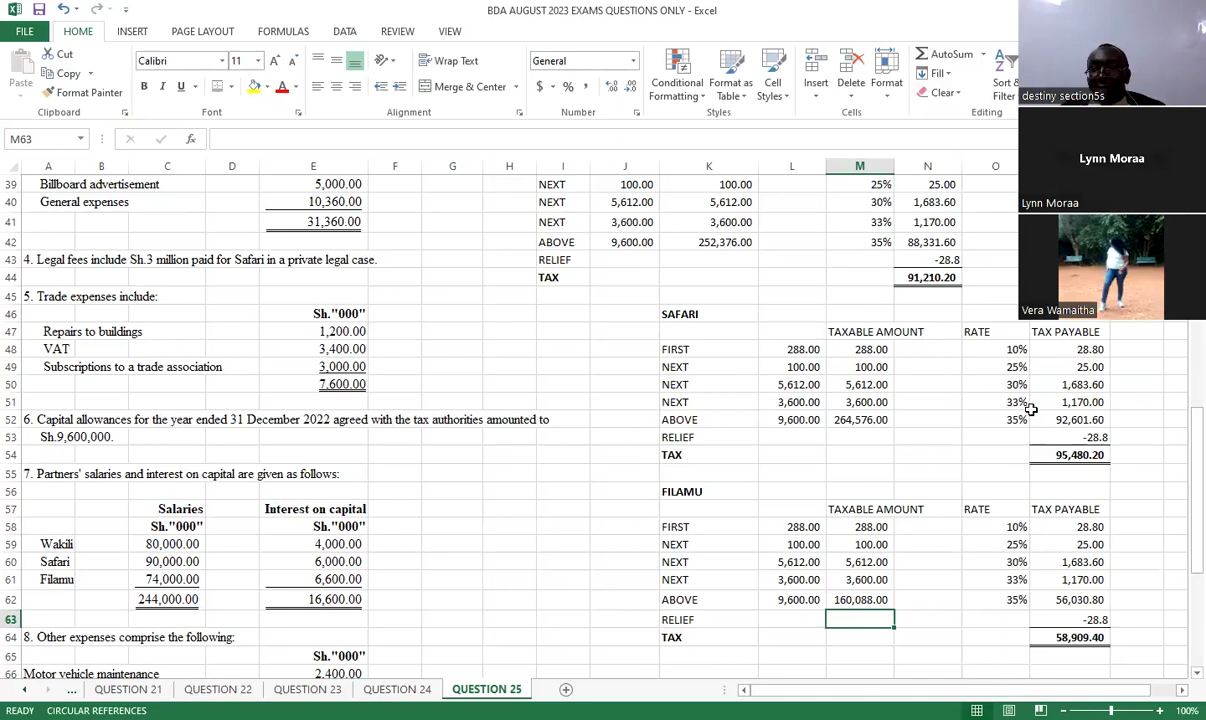 BDA AUGUST 2023 EXAMS QUESTIONS ONLY - Excel
FILE HOME INSERT PAGE LAYOUT FORMULAS DATA REVIEW VIEW
Cut
Copy
Format Painter
Paste
Clipboard
Calibri 11
B I U
Font
Wrap Text
Merge & Center
Alignment
General
$ % ,
Number
Conditional Formatting
Format as Table
Cell Styles
Styles
Insert Delete Format
Cells
AutoSum
Fill
Clear
Sort &
Filter
Editing
destiny section5s
Lynn Moraa
Lynn Moraa
Vera Wamaitha
M63 fx
A B C D E F G H I J K L M N O
39 Billboard advertisement 5,000.00 NEXT 100.00 100.00 25% 25.00
40 General expenses 10,360.00 NEXT 5,612.00 5,612.00 30% 1,683.60
41 31,360.00 NEXT 3,600.00 3,600.00 33% 1,170.00
42 ABOVE 9,600.00 252,376.00 35% 88,331.60
43 4. Legal fees include Sh.3 million paid for Safari in a private legal case. RELIEF -28.8
44 TAX 91,210.20
45 5. Trade expenses include:
46 Sh."000" SAFARI
47 Repairs to buildings 1,200.00 TAXABLE AMOUNT RATE TAX PAYABLE
48 VAT 3,400.00 FIRST 288.00 288.00 10% 28.80
49 Subscriptions to a trade association 3,000.00 NEXT 100.00 100.00 25% 25.00
50 7,600.00 NEXT 5,612.00 5,612.00 30% 1,683.60
51 NEXT 3,600.00 3,600.00 33% 1,170.00
52 6. Capital allowances for the year ended 31 December 2022 agreed with the tax authorities amounted to ABOVE 9,600.00 264,576.00 35% 92,601.60
53 Sh.9,600,000. RELIEF -28.8
54 TAX 95,480.20
55 7. Partners' salaries and interest on capital are given as follows:
56 FILAMU
57 Salaries Interest on capital TAXABLE AMOUNT RATE TAX PAYABLE
58 Sh."000" Sh."000" FIRST 288.00 288.00 10% 28.80
59 Wakili 80,000.00 4,000.00 NEXT 100.00 100.00 25% 25.00
60 Safari 90,000.00 6,000.00 NEXT 5,612.00 5,612.00 30% 1,683.60
61 Filamu 74,000.00 6,600.00 NEXT 3,600.00 3,600.00 33% 1,170.00
62 244,000.00 16,600.00 ABOVE 9,600.00 160,088.00 35% 56,030.80
63 RELIEF -28.8
64 8. Other expenses comprise the following: TAX 58,909.40
65 Sh."000"
66 Motor vehicle maintenance 2,400.00
... QUESTION 21 QUESTION 22 QUESTION 23 QUESTION 24 QUESTION 25
READY CIRCULAR REFERENCES 100%